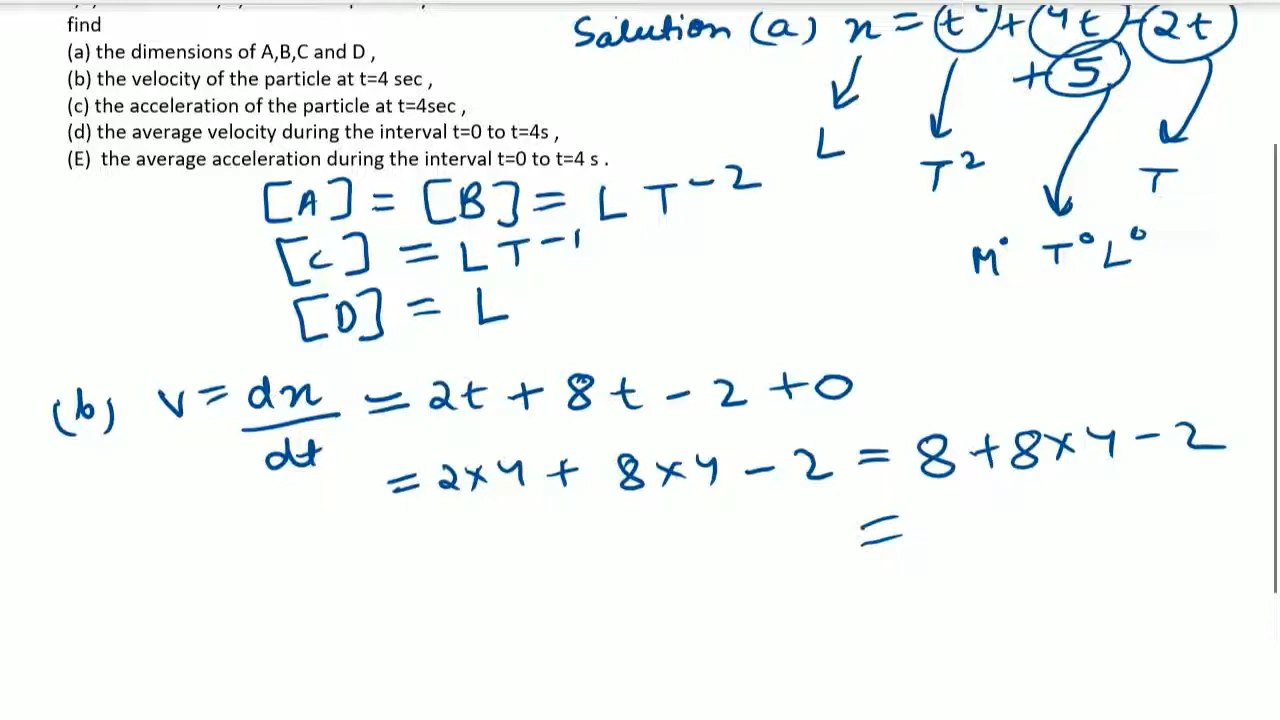 find
(a) the dimensions of A,B,C and D ,
(b) the velocity of the particle at t=4 sec ,
(c) the acceleration of the particle at t=4sec ,
(d) the average velocity during the interval t=0 to t=4s ,
(E) the average acceleration during the interval t=0 to t=4 s .
Salution (a) x = t² + 4t - 2t
+ 5
L T² T
M° T° L°
[A] = [B] = L T⁻²
[C] = L T⁻¹
[D] = L
(b) v = dx/dt = 2t + 8t - 2 + 0
= 2×4 + 8×4 - 2 = 8 + 8×4 - 2
=